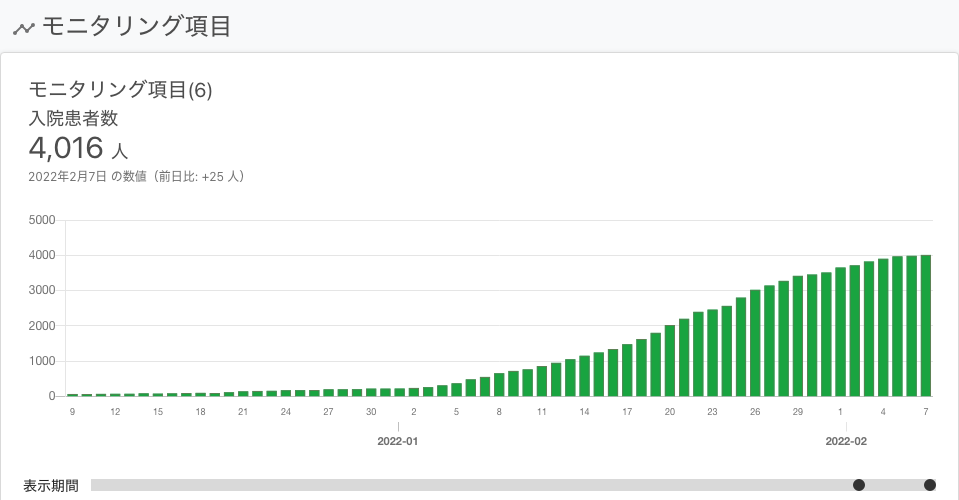 モニタリング項目
モニタリング項目(6)
入院患者数
4,016 人
2022年2月7日 の数値（前日比: +25 人）
5000
4000
3000
2000
1000
0
9 12 15 18 21 24 27 30 2 5 8 11 14 17 20 23 26 29 1 4 7
2022-01 2022-02
表示期間